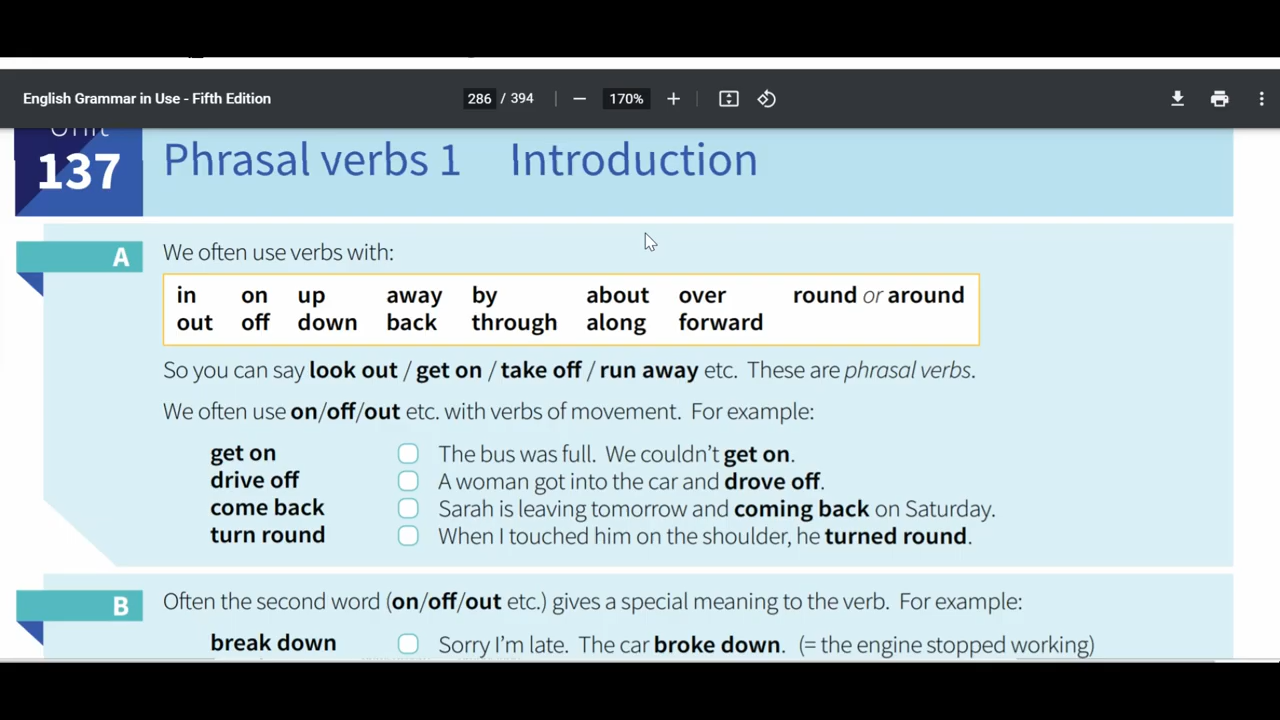 English Grammar in Use - Fifth Edition
286 / 394
170%
Unit
137
Phrasal verbs 1 Introduction
A
We often use verbs with:
in on up away by about over round or around
out off down back through along forward
So you can say look out / get on / take off / run away etc. These are phrasal verbs.
We often use on/off/out etc. with verbs of movement. For example:
get on The bus was full. We couldn't get on.
drive off A woman got into the car and drove off.
come back Sarah is leaving tomorrow and coming back on Saturday.
turn round When I touched him on the shoulder, he turned round.
B
Often the second word (on/off/out etc.) gives a special meaning to the verb. For example:
break down Sorry I'm late. The car broke down. (= the engine stopped working)